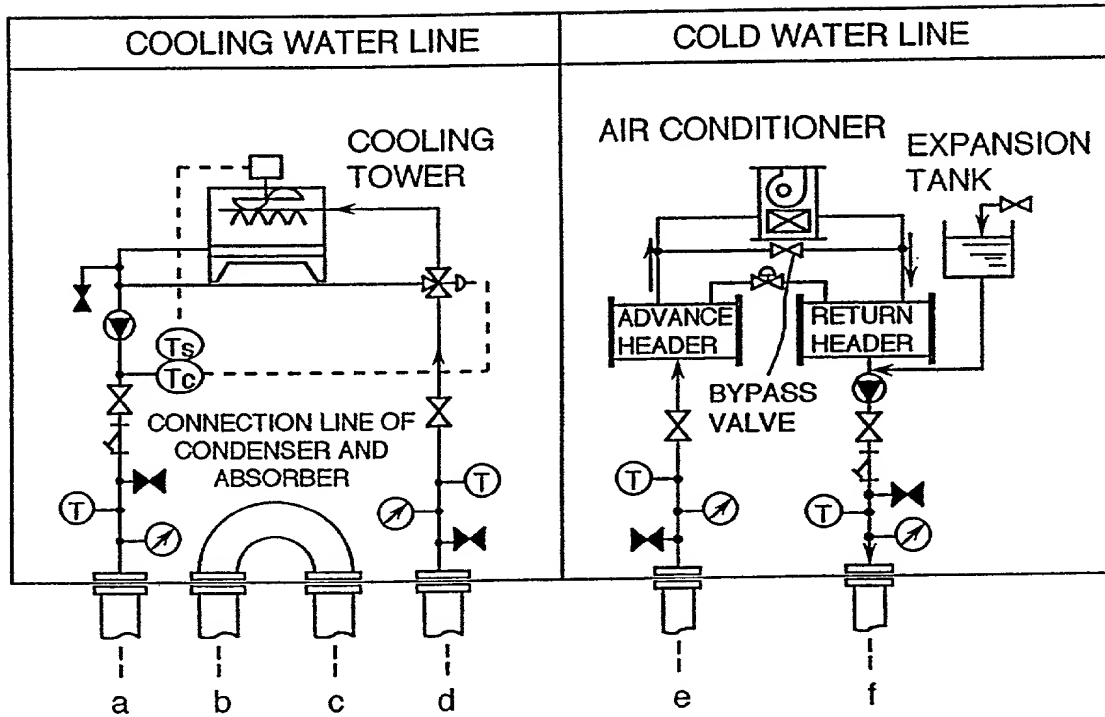 COOLING WATER LINE
COLD WATER LINE
COOLING
TOWER
AIR CONDITIONER
EXPANSION
TANK
Ts
Tc
ADVANCE
HEADER
RETURN
HEADER
BYPASS
VALVE
CONNECTION LINE OF
CONDENSER AND
ABSORBER
T
T
T
T
a
b
c
d
e
f